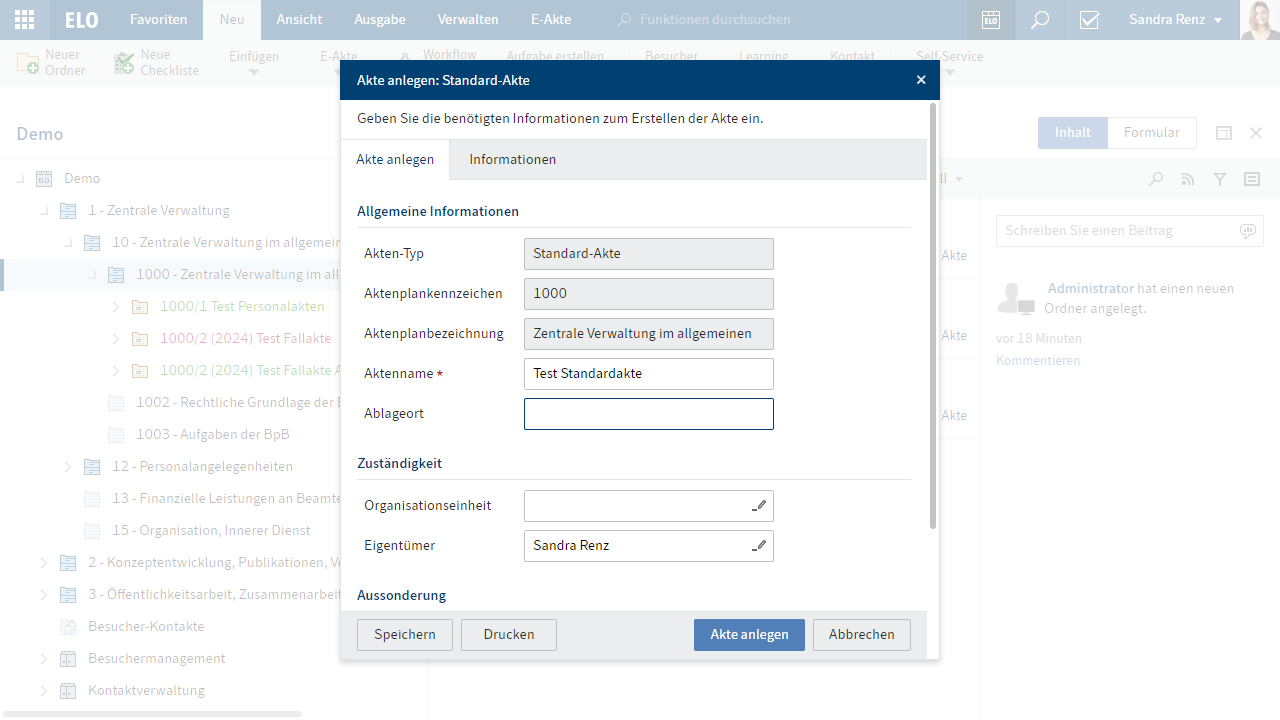 ELO
Favoriten
Neu
Ansicht
Ausgabe
Verwalten
E-Akte
Funktionen durchsuchen
ELO
Sandra Renz
Neuer
Ordner
Neue
Checkliste
Einfügen
E-Akte
Workflow
Aufgabe erstellen
Besucher
Learning
Kontakt
Self-Service
Akte anlegen: Standard-Akte
Geben Sie die benötigten Informationen zum Erstellen der Akte ein.
Akte anlegen
Informationen
Allgemeine Informationen
Akten-Typ
Standard-Akte
Aktenplankennzeichen
1000
Aktenplanbezeichnung
Zentrale Verwaltung im allgemeinen
Aktenname *
Test Standardakte
Ablageort
Zuständigkeit
Organisationseinheit
Eigentümer
Sandra Renz
Aussonderung
Speichern
Drucken
Akte anlegen
Abbrechen
Demo
ELO
Demo
1 - Zentrale Verwaltung
10 - Zentrale Verwaltung im allgemein
1000 - Zentrale Verwaltung im all
1000/1 Test Personalakten
1000/2 (2024) Test Fallakte
1000/2 (2024) Test Fallakte A
1002 - Rechtliche Grundlage der
1003 - Aufgaben der BpB
12 - Personalangelegenheiten
13 - Finanzielle Leistungen an Beamte
15 - Organisation, Innerer Dienst
2 - Konzeptentwicklung, Publikationen, Ve
3 - Öffentlichkeitsarbeit, Zusammenarbeit
Besucher-Kontakte
Besuchermanagement
Kontaktverwaltung
Akte
Akte
Akte
Inhalt
Formular
Schreiben Sie einen Beitrag
Administrator hat einen neuen
Ordner angelegt.
vor 18 Minuten
Kommentieren